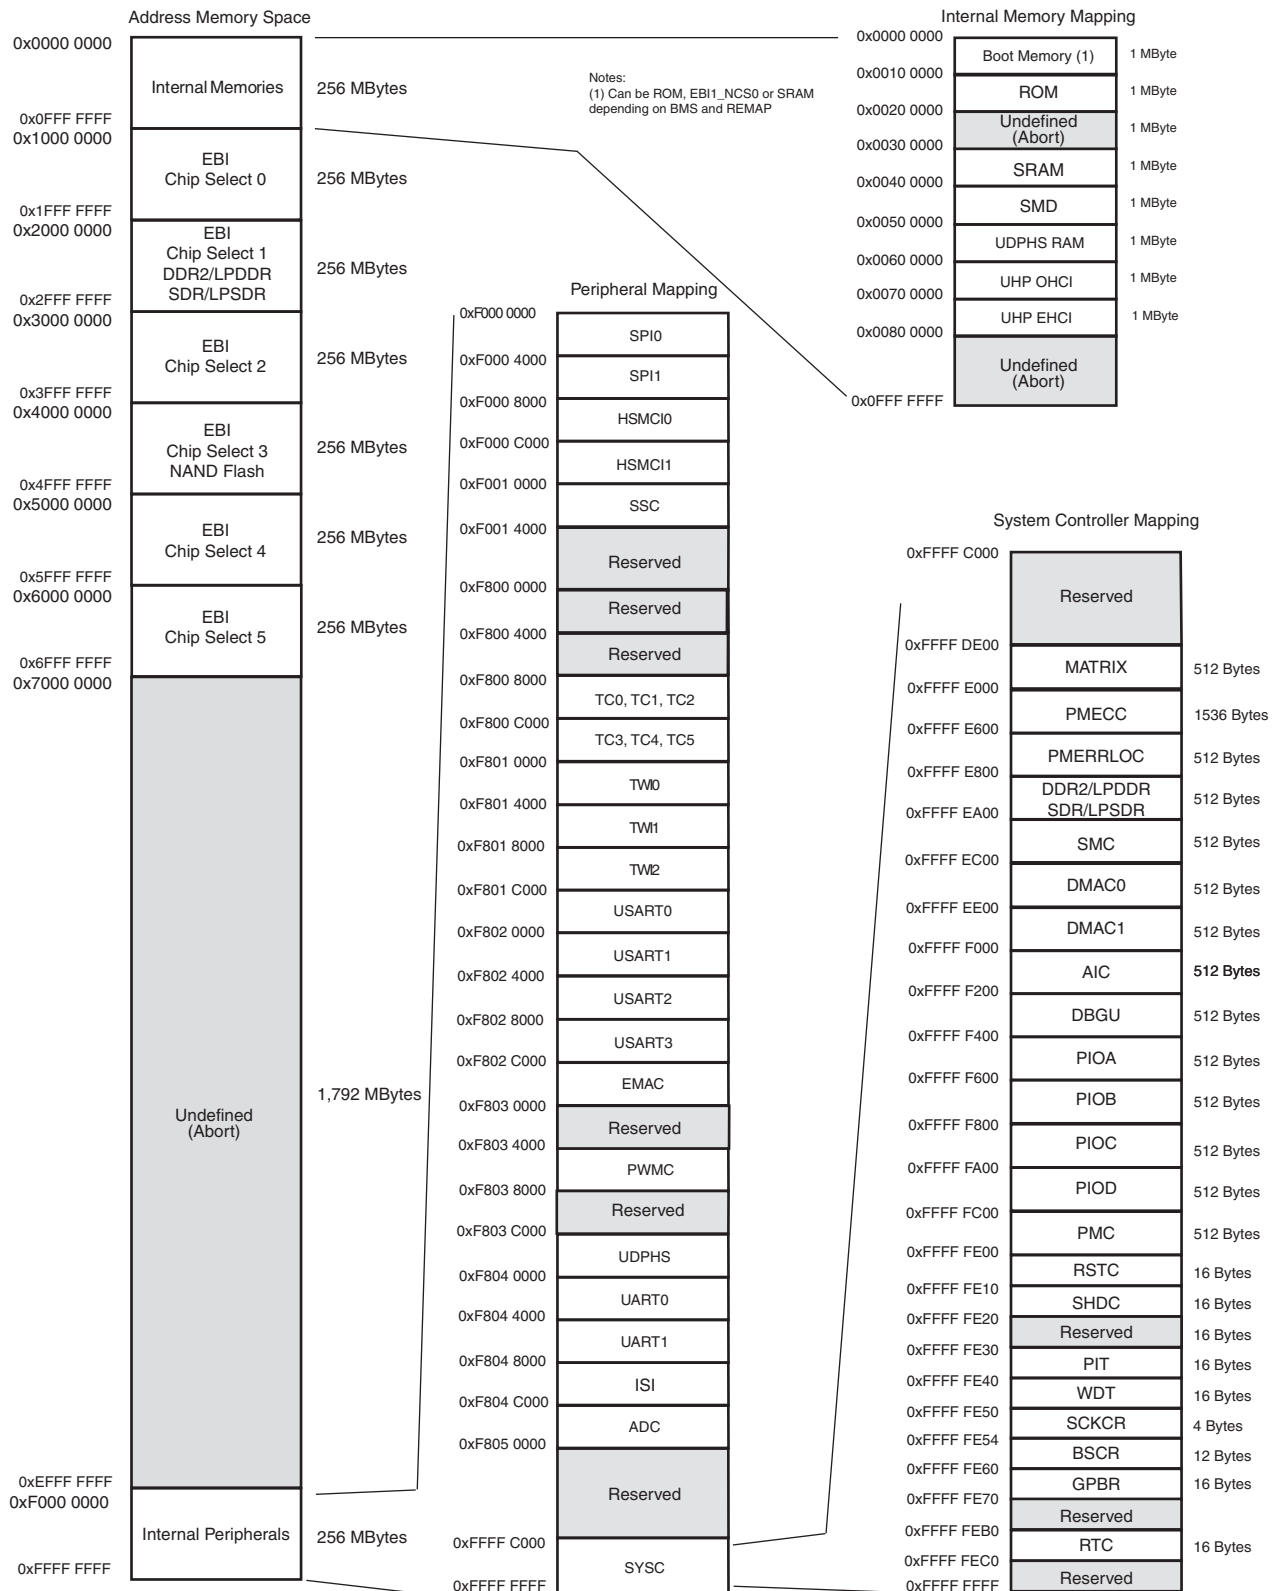 Address Memory Space
0x0000 0000
Internal Memories
256 MBytes
0x0FFF FFFF
0x1000 0000
EBI
Chip Select 0
256 MBytes
0x1FFF FFFF
0x2000 0000
EBI
Chip Select 1
DDR2/LPDDR
SDR/LPSDR
256 MBytes
0x2FFF FFFF
0x3000 0000
EBI
Chip Select 2
256 MBytes
0x3FFF FFFF
0x4000 0000
EBI
Chip Select 3
NAND Flash
256 MBytes
0x4FFF FFFF
0x5000 0000
EBI
Chip Select 4
256 MBytes
0x5FFF FFFF
0x6000 0000
EBI
Chip Select 5
256 MBytes
0x6FFF FFFF
0x7000 0000
Undefined
(Abort)
1,792 MBytes
0xEFFF FFFF
0xF000 0000
Internal Peripherals
256 MBytes
0xFFFF FFFF
Notes:
(1) Can be ROM, EBI1_NCS0 or SRAM
depending on BMS and REMAP
Peripheral Mapping
0xF000 0000
SPI0
0xF000 4000
SPI1
0xF000 8000
HSMCI0
0xF000 C000
HSMCI1
0xF001 0000
SSC
0xF001 4000
Reserved
0xF800 0000
Reserved
0xF800 4000
Reserved
0xF800 8000
TC0, TC1, TC2
0xF800 C000
TC3, TC4, TC5
0xF801 0000
TWI0
0xF801 4000
TWI1
0xF801 8000
TWI2
0xF801 C000
USART0
0xF802 0000
USART1
0xF802 4000
USART2
0xF802 8000
USART3
0xF802 C000
EMAC
0xF803 0000
Reserved
0xF803 4000
PWMC
0xF803 8000
Reserved
0xF803 C000
UDPHS
0xF804 0000
UART0
0xF804 4000
UART1
0xF804 8000
ISI
0xF804 C000
ADC
0xF805 0000
Reserved
0xFFFF C000
SYSC
0xFFFF FFFF
Internal Memory Mapping
0x0000 0000
Boot Memory (1)
1 MByte
0x0010 0000
ROM
1 MByte
0x0020 0000
Undefined
(Abort)
1 MByte
0x0030 0000
SRAM
1 MByte
0x0040 0000
SMD
1 MByte
0x0050 0000
UDPHS RAM
1 MByte
0x0060 0000
UHP OHCI
1 MByte
0x0070 0000
UHP EHCI
1 MByte
0x0080 0000
Undefined
(Abort)
0x0FFF FFFF
System Controller Mapping
0xFFFF C000
Reserved
0xFFFF DE00
MATRIX
512 Bytes
0xFFFF E000
PMECC
1536 Bytes
0xFFFF E600
PMERRLOC
512 Bytes
0xFFFF E800
DDR2/LPDDR
SDR/LPSDR
512 Bytes
0xFFFF EA00
SMC
512 Bytes
0xFFFF EC00
DMAC0
512 Bytes
0xFFFF EE00
DMAC1
512 Bytes
0xFFFF F000
AIC
512 Bytes
0xFFFF F200
DBGU
512 Bytes
0xFFFF F400
PIOA
512 Bytes
0xFFFF F600
PIOB
512 Bytes
0xFFFF F800
PIOC
512 Bytes
0xFFFF FA00
PIOD
512 Bytes
0xFFFF FC00
PMC
512 Bytes
0xFFFF FE00
RSTC
16 Bytes
0xFFFF FE10
SHDC
16 Bytes
0xFFFF FE20
Reserved
16 Bytes
0xFFFF FE30
PIT
16 Bytes
0xFFFF FE40
WDT
16 Bytes
0xFFFF FE50
SCKCR
4 Bytes
0xFFFF FE54
BSCR
12 Bytes
0xFFFF FE60
GPBR
16 Bytes
0xFFFF FE70
Reserved
0xFFFF FEB0
RTC
16 Bytes
0xFFFF FEC0
Reserved
0xFFFF FFFF